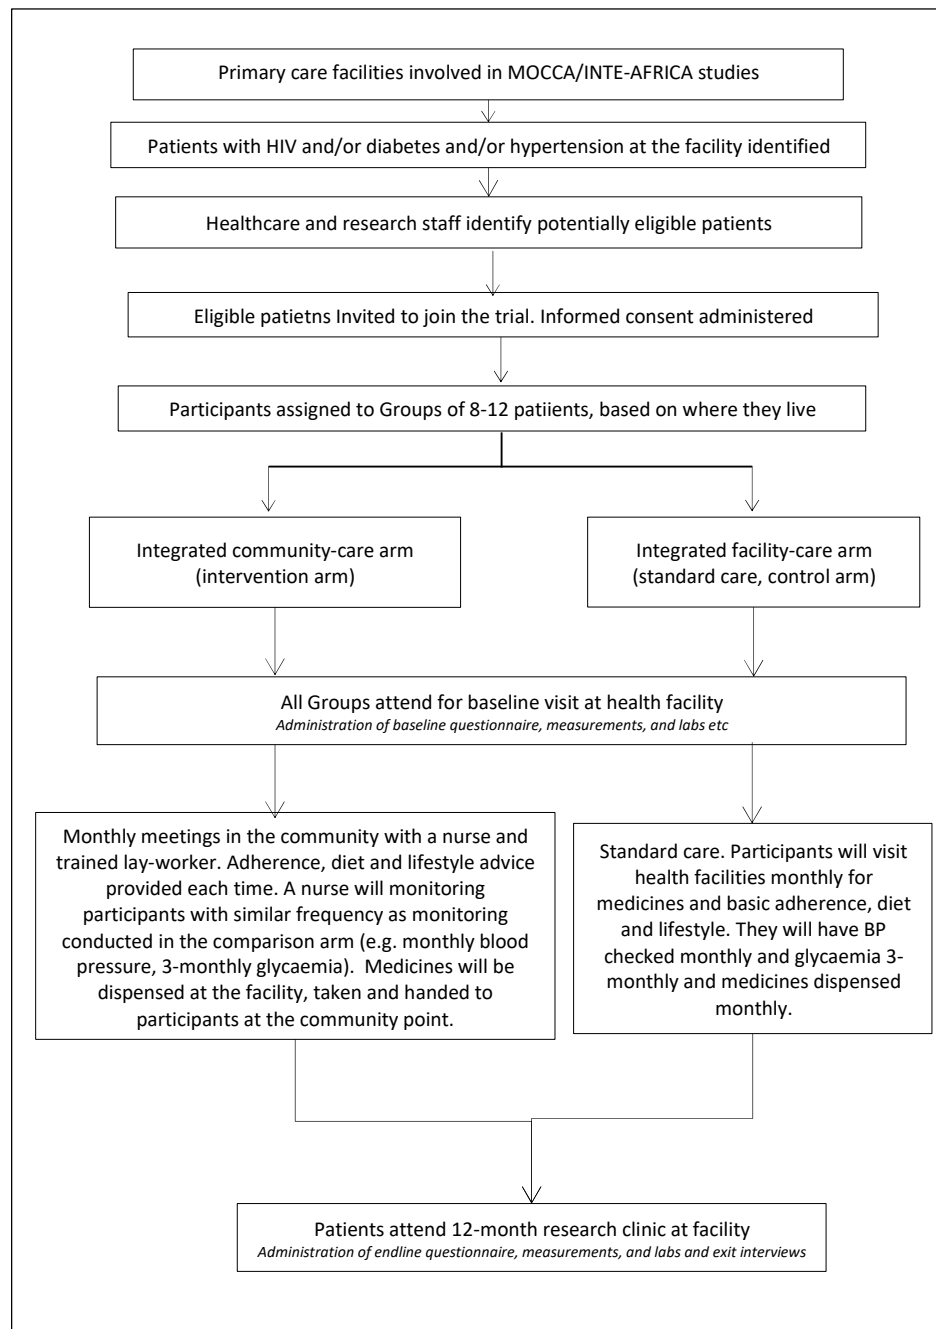 Primary care facilities involved in MOCCA/INTE-AFRICA studies
Patients with HIV and/or diabetes and/or hypertension at the facility identified
Healthcare and research staff identify potentially eligible patients
Eligible patietns Invited to join the trial. Informed consent administered
Participants assigned to Groups of 8-12 patiients, based on where they live
Integrated community-care arm
(intervention arm)
Integrated facility-care arm
(standard care, control arm)
All Groups attend for baseline visit at health facility
Administration of baseline questionnaire, measurements, and labs etc
Monthly meetings in the community with a nurse and
trained lay-worker. Adherence, diet and lifestyle advice
provided each time. A nurse will monitoring
participants with similar frequency as monitoring
conducted in the comparison arm (e.g. monthly blood
pressure, 3-monthly glycaemia). Medicines will be
dispensed at the facility, taken and handed to
participants at the community point.
Standard care. Participants will visit
health facilities monthly for
medicines and basic adherence, diet
and lifestyle. They will have BP
checked monthly and glycaemia 3-
monthly and medicines dispensed
monthly.
Patients attend 12-month research clinic at facility
Administration of endline questionnaire, measurements, and labs and exit interviews